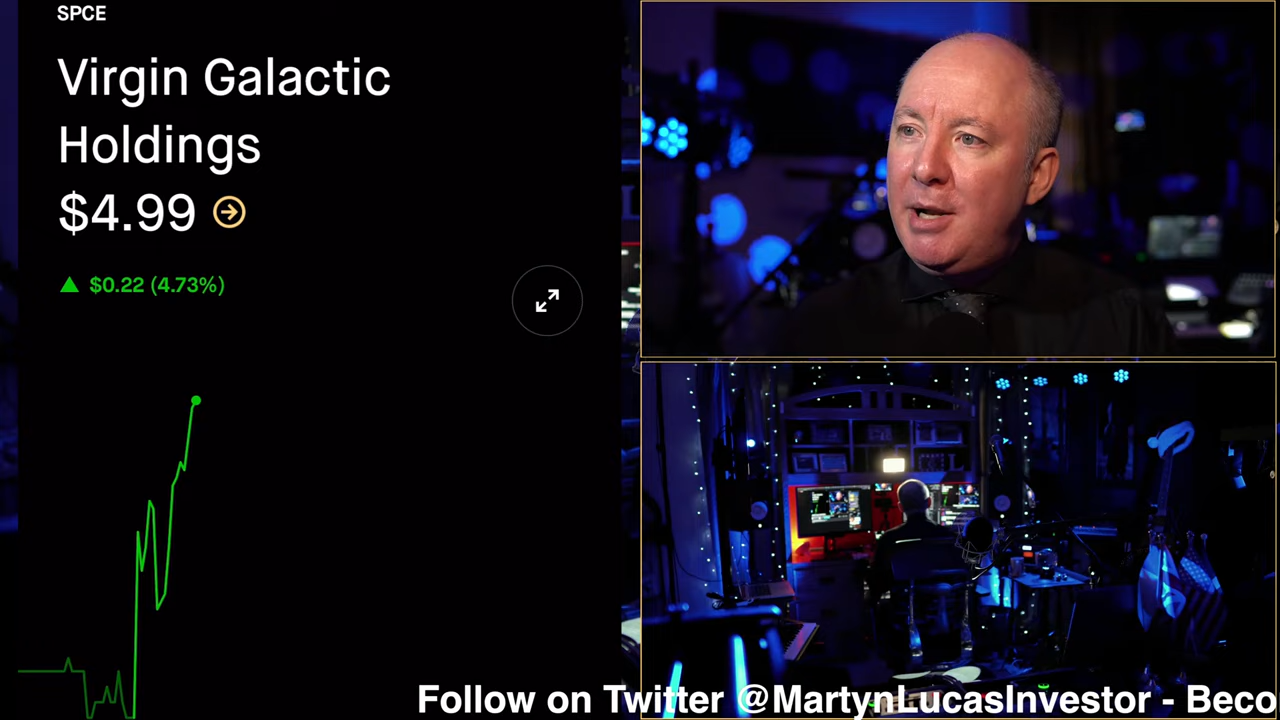 SPCE
Virgin Galactic
Holdings
$4.99
$0.22 (4.73%)
Follow on Twitter @MartynLucasInvestor - Beco